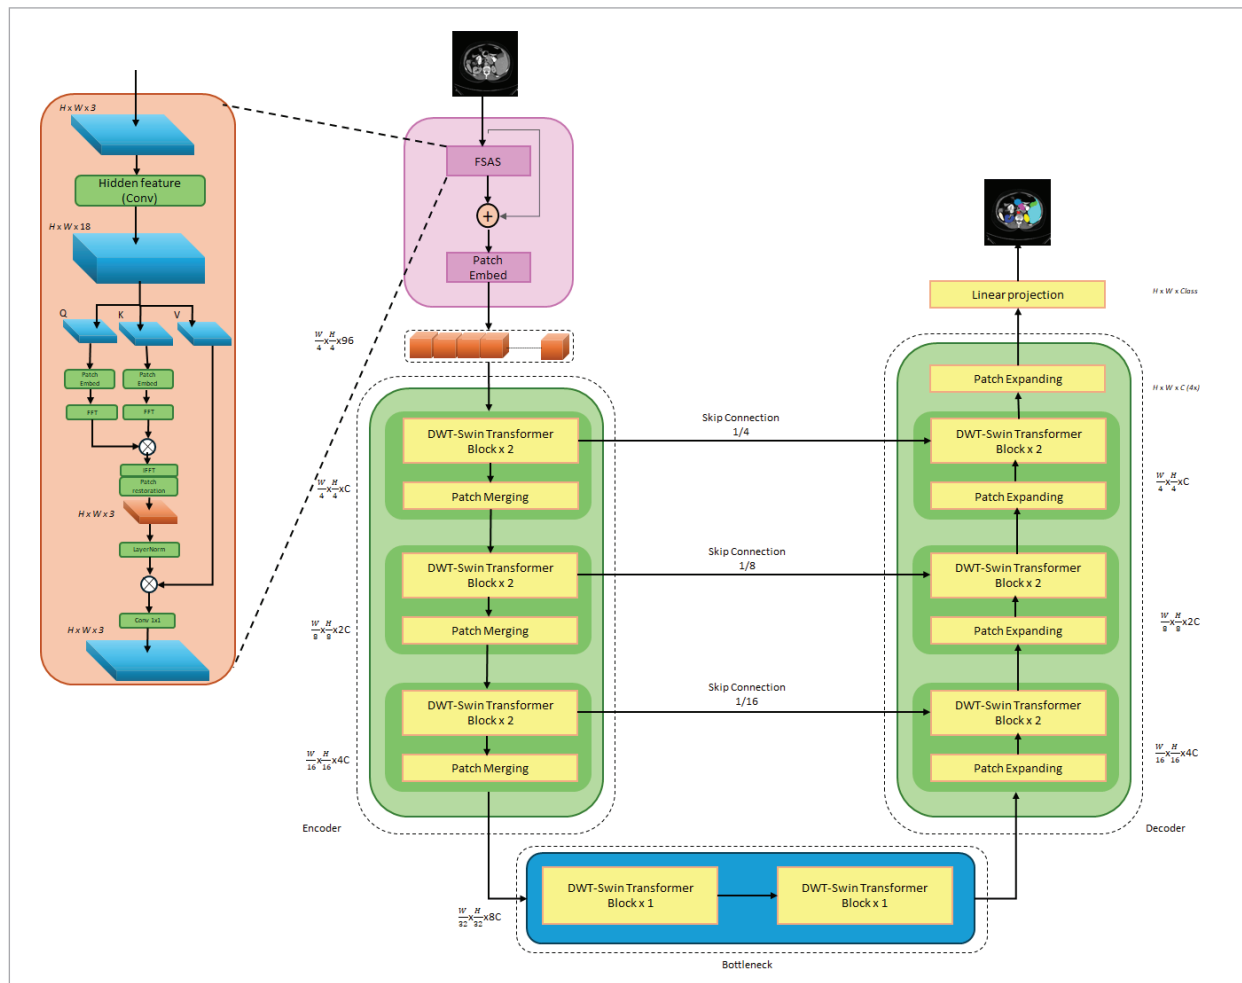 H x W x 3
Hidden feature
(Conv)
H x W x 18
Q
K
V
Patch
Embed
Patch
Embed
FFT
FFT
IFFT
Patch
restoration
H x W x 3
LayerNorm
Conv 1x1
H x W x 3
FSAS
+
Patch
Embed
W/4 x H/4 x96
DWT-Swin Transformer
Block x 2
Patch Merging
W/4 x H/4 xC
DWT-Swin Transformer
Block x 2
Patch Merging
W/8 x H/8 x2C
DWT-Swin Transformer
Block x 2
Patch Merging
W/16 x H/16 x4C
Encoder
Skip Connection
1/4
Skip Connection
1/8
Skip Connection
1/16
W/32 x H/32 x8C
DWT-Swin Transformer
Block x 1
DWT-Swin Transformer
Block x 1
Bottleneck
Linear projection
H x W x Class
Patch Expanding
H x W x C (4x)
DWT-Swin Transformer
Block x 2
Patch Expanding
W/4 x H/4 xC
DWT-Swin Transformer
Block x 2
Patch Expanding
W/8 x H/8 x2C
DWT-Swin Transformer
Block x 2
Patch Expanding
W/16 x H/16 x4C
Decoder